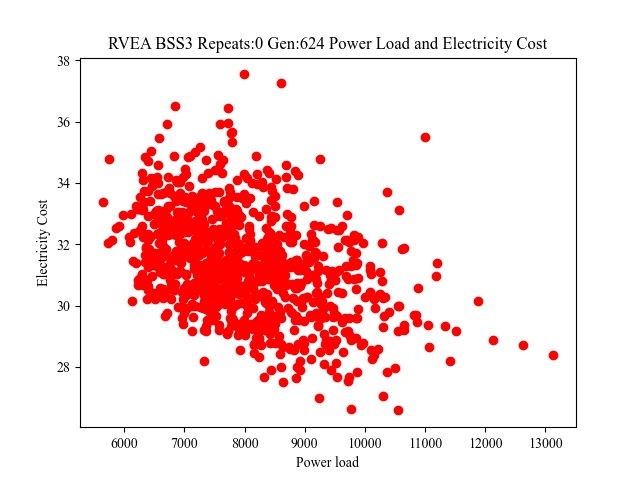 RVEA BSS3 Repeats:0 Gen:624 Power Load and Electricity Cost
38
36
34
32
30
28
Electricity Cost
6000 7000 8000 9000 10000 11000 12000 13000
Power load